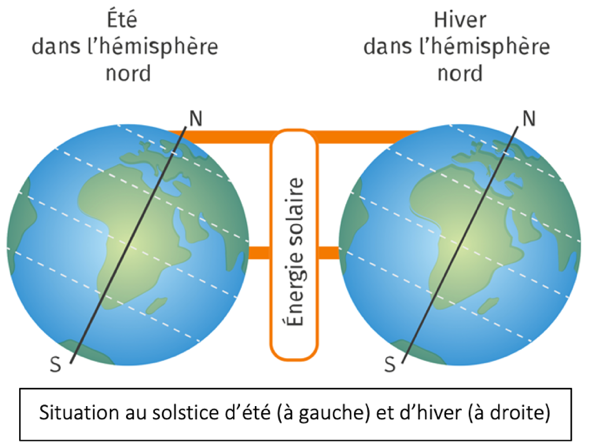 Été
dans l'hémisphère
nord
Hiver
dans l'hémisphère
nord
N
N
Énergie solaire
S
S
Situation au solstice d'été (à gauche) et d'hiver (à droite)